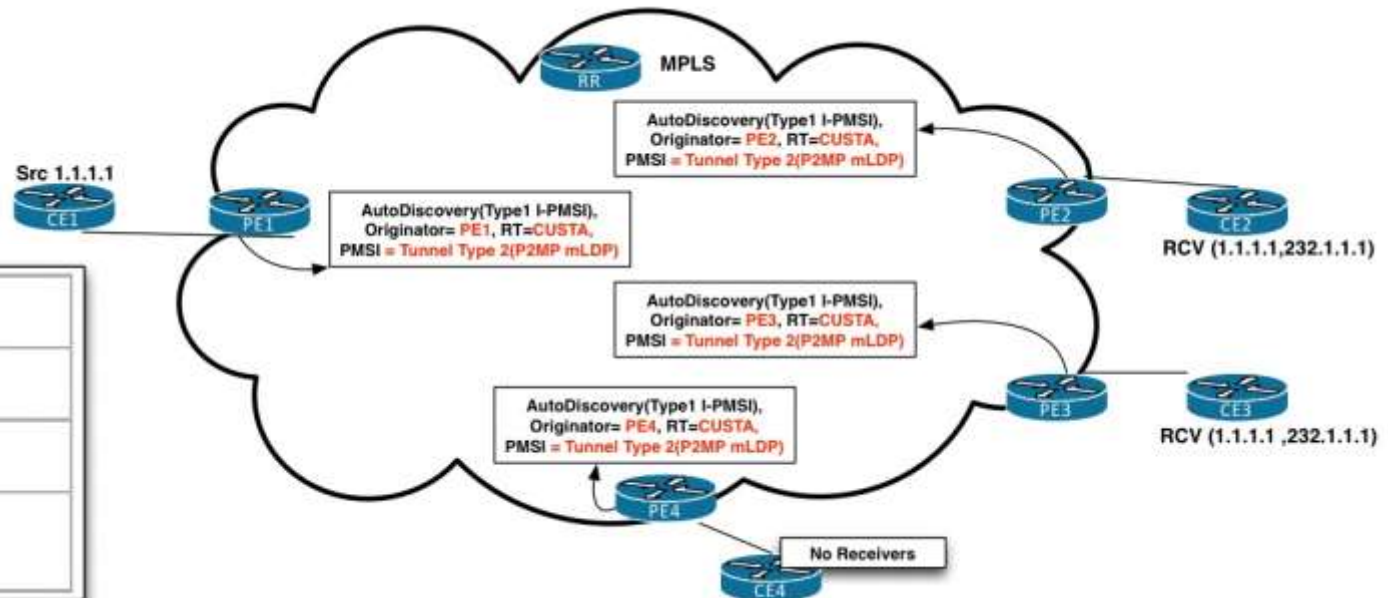 RR
MPLS
AutoDiscovery(Type1 I-PMSI),
Originator= PE2, RT=CUSTA,
PMSI = Tunnel Type 2(P2MP mLDP)
Src 1.1.1.1
CE1
PE1
AutoDiscovery(Type1 I-PMSI),
Originator= PE1, RT=CUSTA,
PMSI = Tunnel Type 2(P2MP mLDP)
PE2
CE2
RCV (1.1.1.1,232.1.1.1)
AutoDiscovery(Type1 I-PMSI),
Originator= PE3, RT=CUSTA,
PMSI = Tunnel Type 2(P2MP mLDP)
PE3
CE3
RCV (1.1.1.1 ,232.1.1.1)
AutoDiscovery(Type1 I-PMSI),
Originator= PE4, RT=CUSTA,
PMSI = Tunnel Type 2(P2MP mLDP)
PE4
No Receivers
CE4